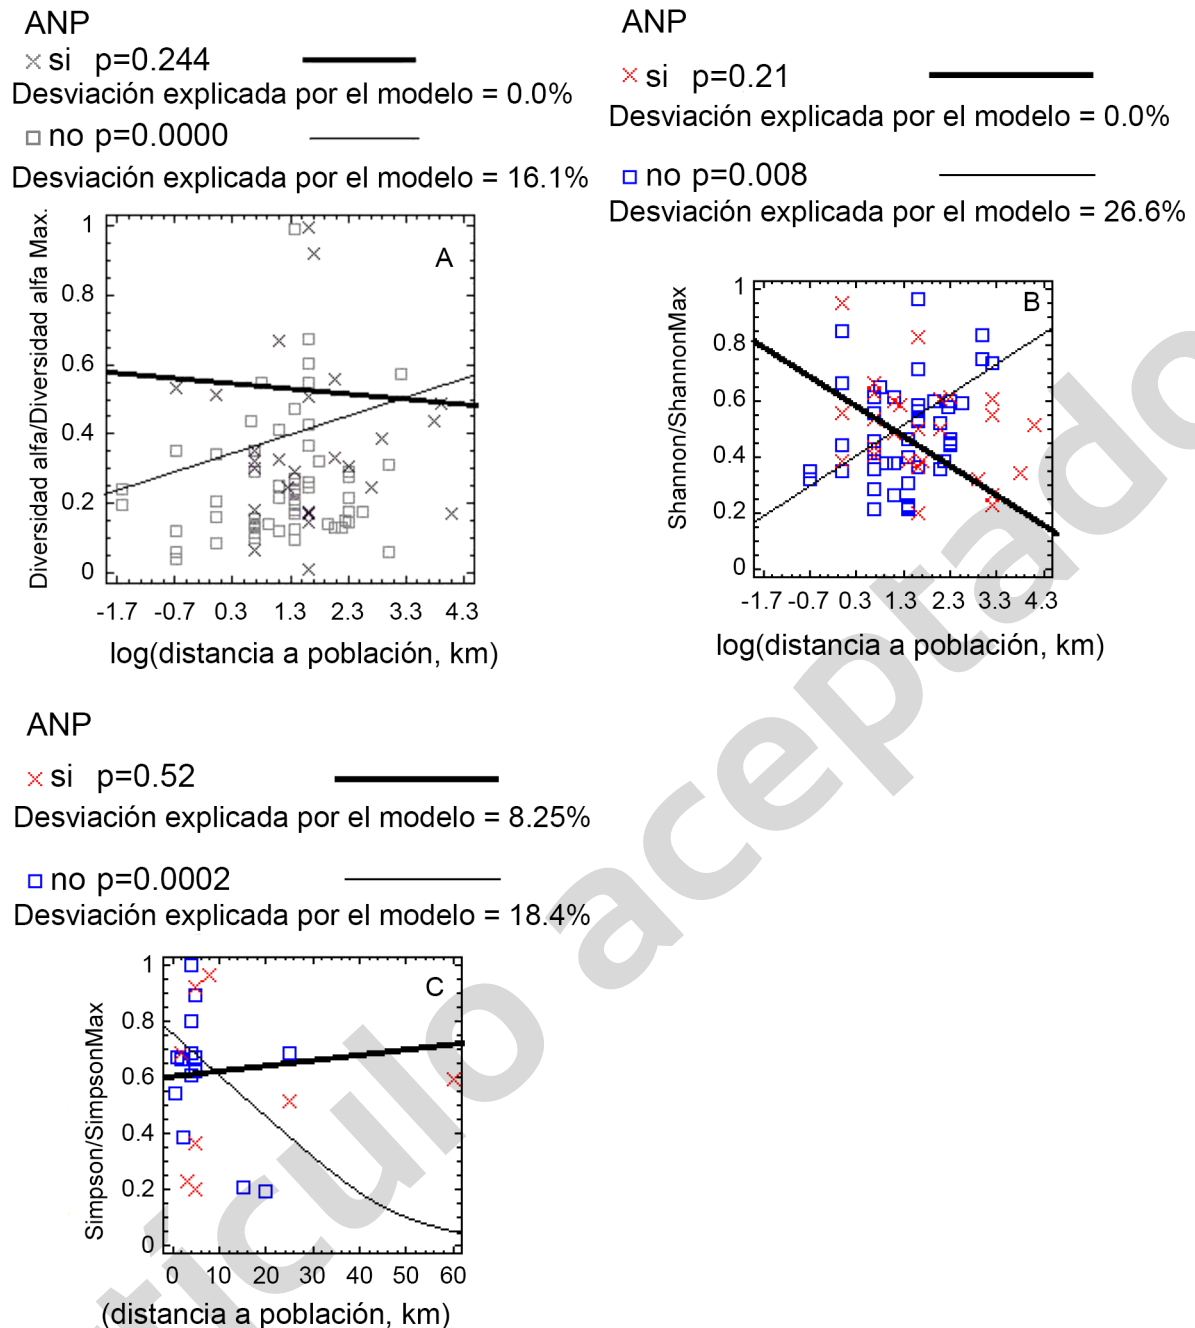 ANP
si p=0.244
Desviación explicada por el modelo = 0.0%
no p=0.0000
Desviación explicada por el modelo = 16.1%
Diversidad alfa/Diversidad alfa Max.
1
0.8
0.6
0.4
0.2
0
A
-1.7 -0.7 0.3 1.3 2.3 3.3 4.3
log(distancia a población, km)
ANP
si p=0.21
Desviación explicada por el modelo = 0.0%
no p=0.008
Desviación explicada por el modelo = 26.6%
Shannon/ShannonMax
1
0.8
0.6
0.4
0.2
0
B
-1.7 -0.7 0.3 1.3 2.3 3.3 4.3
log(distancia a población, km)
ANP
si p=0.52
Desviación explicada por el modelo = 8.25%
no p=0.0002
Desviación explicada por el modelo = 18.4%
Simpson/SimpsonMax
1
0.8
0.6
0.4
0.2
0
C
0 10 20 30 40 50 60
(distancia a población, km)
aceptado